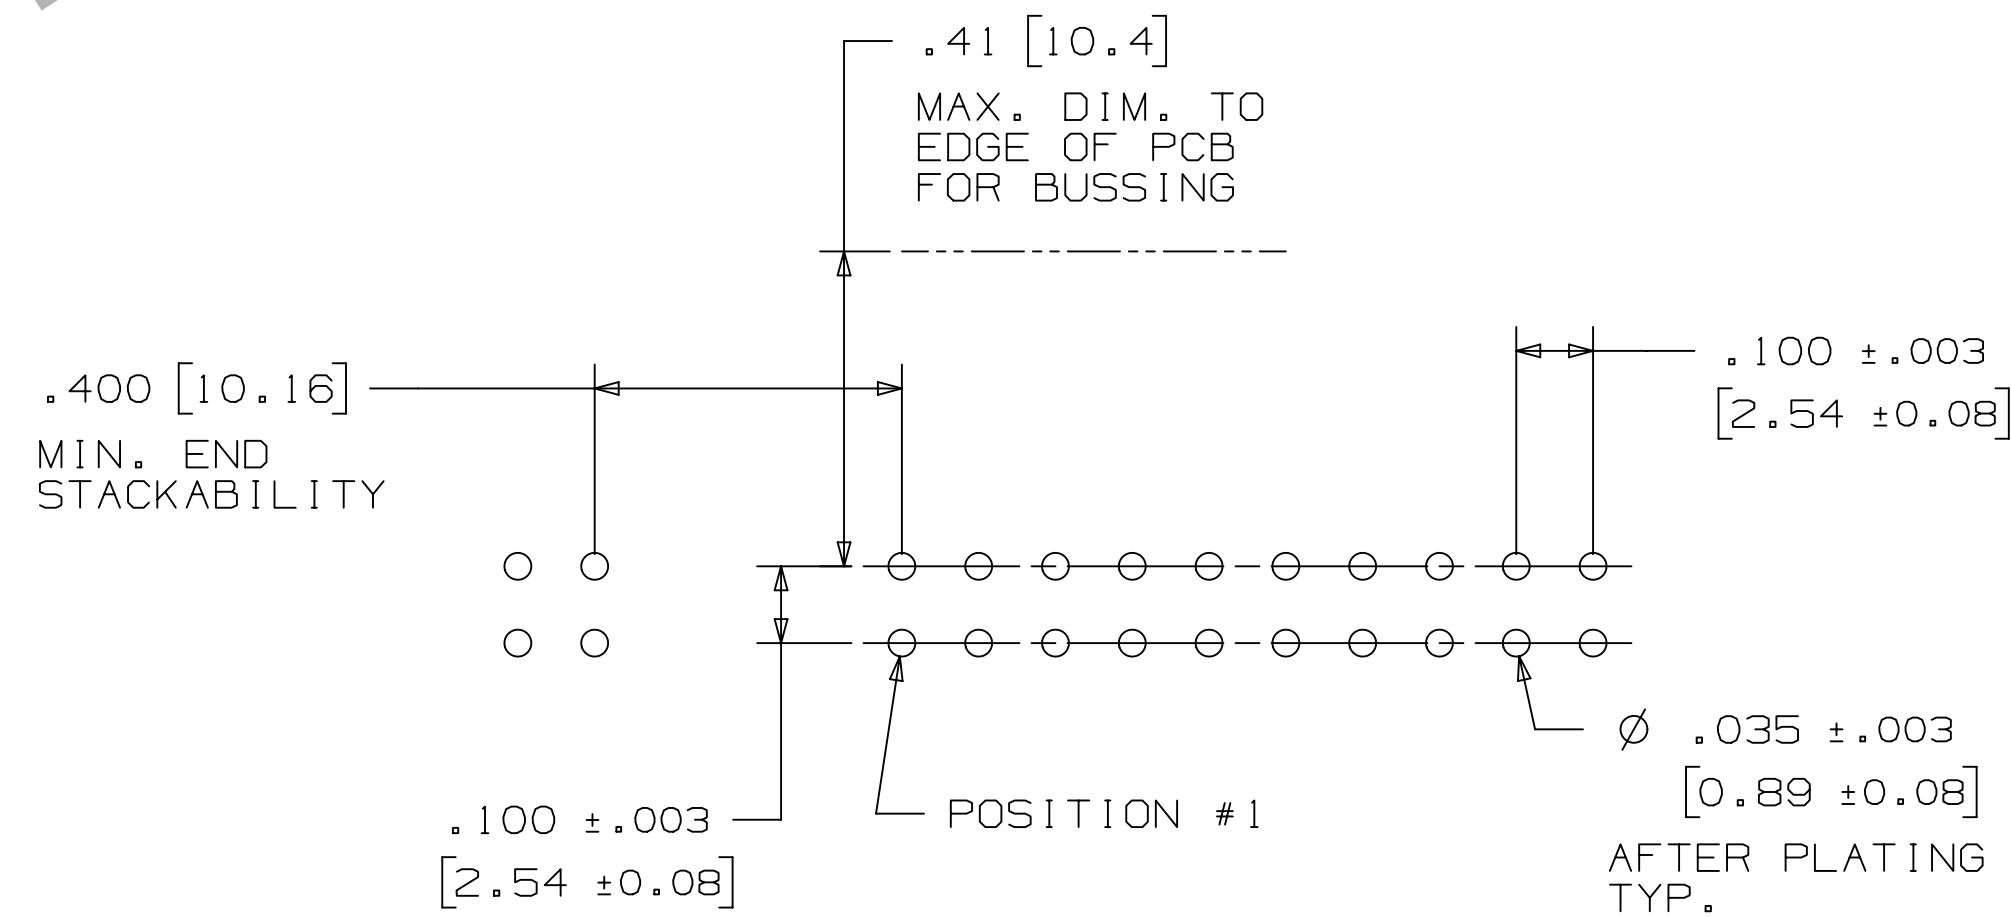 .41 [10.4]
MAX. DIM. TO
EDGE OF PCB
FOR BUSSING
.400 [10.16]
MIN. END
STACKABILITY
.100 ±.003
[2.54 ±0.08]
Ø .035 ±.003
[0.89 ±0.08]
AFTER PLATING
TYP.
POSITION #1
.100 ±.003
[2.54 ±0.08]